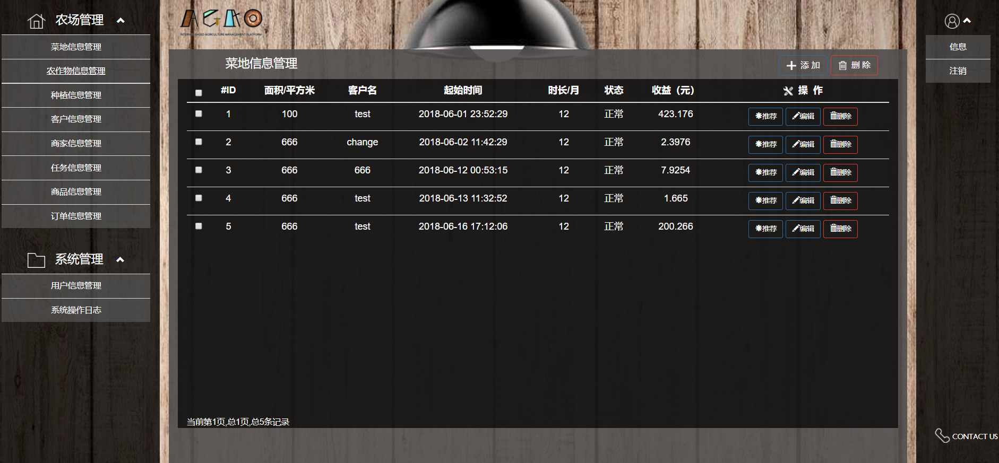 农场管理
菜地信息管理
农作物信息管理
种植信息管理
客户信息管理
商家信息管理
任务信息管理
商品信息管理
订单信息管理
系统管理
用户信息管理
系统操作日志
AGAO
INTERNET-BASED AGRICULTURE MANAGEMENT PLATFORM
菜地信息管理
添加 删除
#ID 面积/平方米 客户名 起始时间 时长/月 状态 收益（元） 操 作
1 100 test 2018-06-01 23:52:29 12 正常 423.176 推荐 编辑 删除
2 666 change 2018-06-02 11:42:29 12 正常 2.3976 推荐 编辑 删除
3 666 666 2018-06-12 00:53:15 12 正常 7.9254 推荐 编辑 删除
4 666 test 2018-06-13 11:32:52 12 正常 1.665 推荐 编辑 删除
5 666 test 2018-06-16 17:12:06 12 正常 200.266 推荐 编辑 删除
当前第1页,总1页,总5条记录
信息
注销
CONTACT US